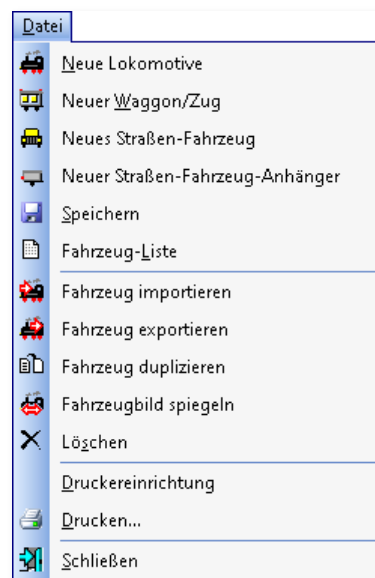 Datei
Neue Lokomotive
Neuer Waggon/Zug
Neues Straßen-Fahrzeug
Neuer Straßen-Fahrzeug-Anhänger
Speichern
Fahrzeug-Liste
Fahrzeug importieren
Fahrzeug exportieren
Fahrzeug duplizieren
Fahrzeugbild spiegeln
Löschen
Druckereinrichtung
Drucken...
Schließen